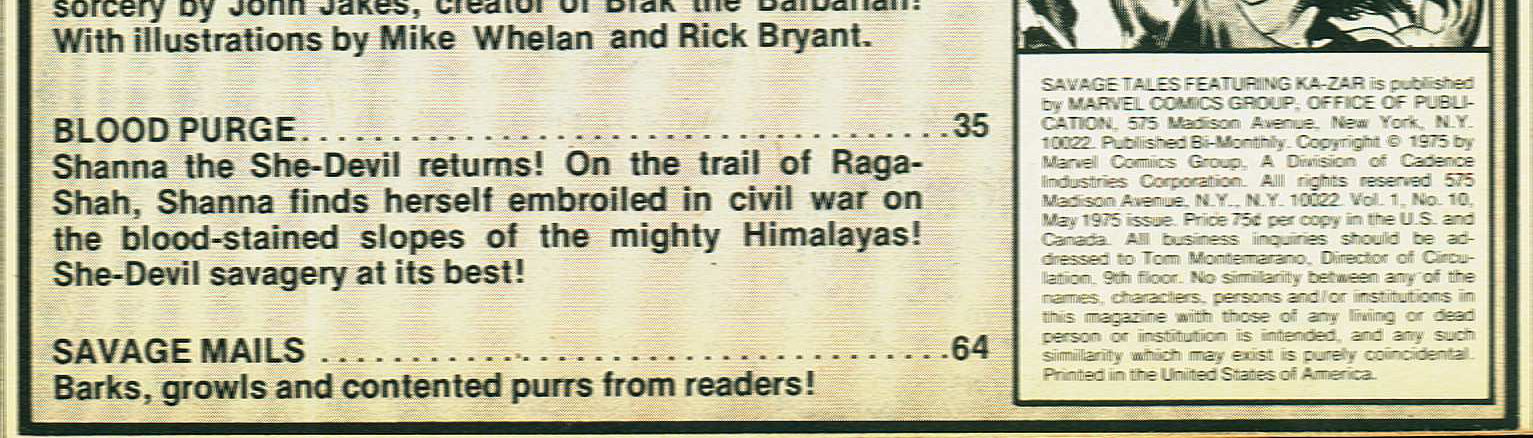 sorcery by John Jakes, creator of Brak the Barbarian!
With illustrations by Mike Whelan and Rick Bryant.
BLOOD PURGE. . . . . . . . . . . . . . . . . . . . . . . . . . . . . . . . . . . . . .35
Shanna the She-Devil returns! On the trail of Raga-
Shah, Shanna finds herself embroiled in civil war on
the blood-stained slopes of the mighty Himalayas!
She-Devil savagery at its best!
SAVAGE MAILS . . . . . . . . . . . . . . . . . . . . . . . . . . . . . . . . . . . . .64
Barks, growls and contented purrs from readers!
SAVAGE TALES FEATURING KA-ZAR is published
by MARVEL COMICS GROUP, OFFICE OF PUBLI-
CATION, 575 Madison Avenue, New York, N.Y.
10022. Published Bi-Monthly. Copyright © 1975 by
Marvel Comics Group, A Division of Cadence
Industries Corporation. All rights reserved 575
Madison Avenue, N.Y., N.Y. 10022. Vol. 1, No. 10,
May 1975 issue. Price 75¢ per copy in the U.S. and
Canada. All business inquiries should be ad-
dressed to Tom Montemarano, Director of Circu-
lation, 9th floor. No similarity between any of the
names, characters, persons and/or institutions in
this magazine with those of any living or dead
person or institution is intended, and any such
similarity which may exist is purely coincidental.
Printed in the United States of America.